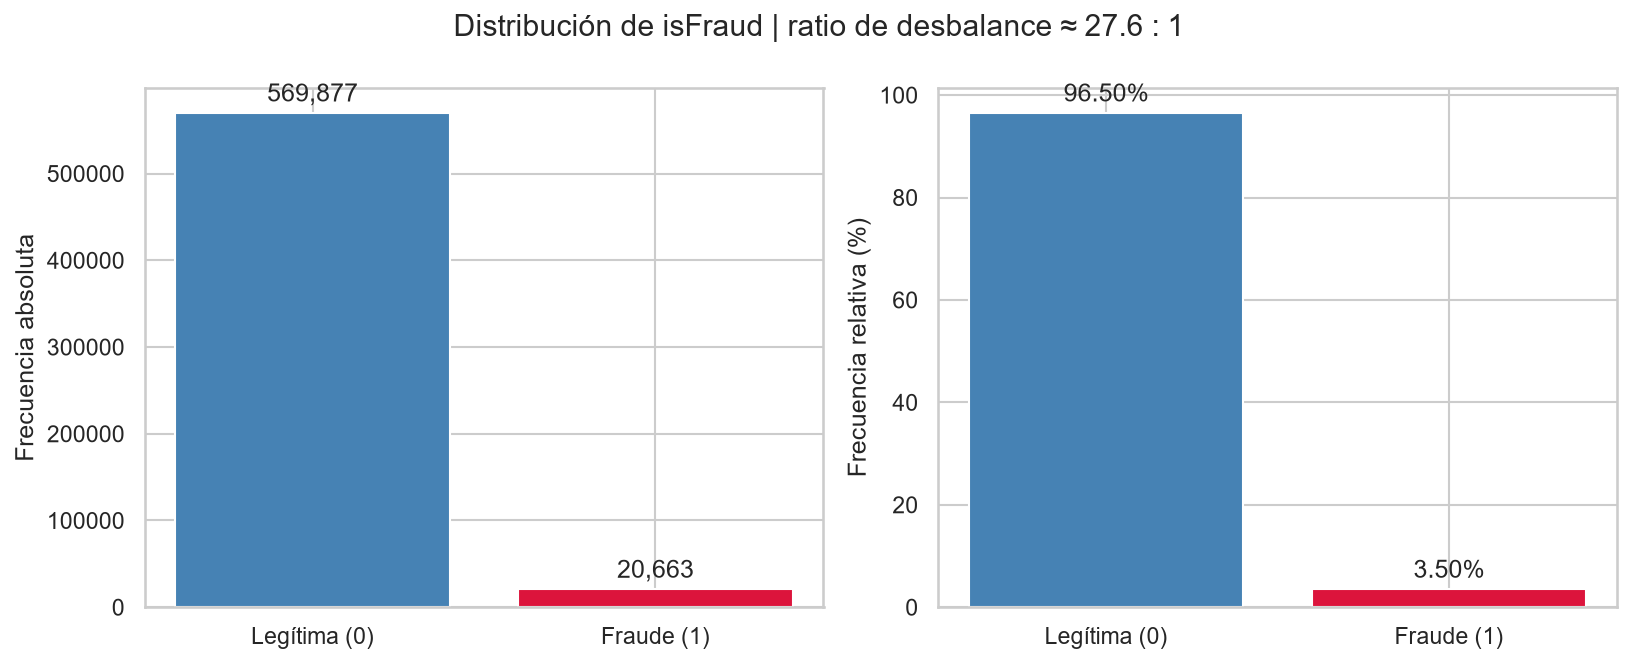 Distribución de isFraud | ratio de desbalance ≈ 27.6 : 1
Frecuencia absoluta
500000
400000
300000
200000
100000
0
569,877
20,663
Legítima (0)
Fraude (1)
Frecuencia relativa (%)
100
80
60
40
20
0
96.50%
3.50%
Legítima (0)
Fraude (1)